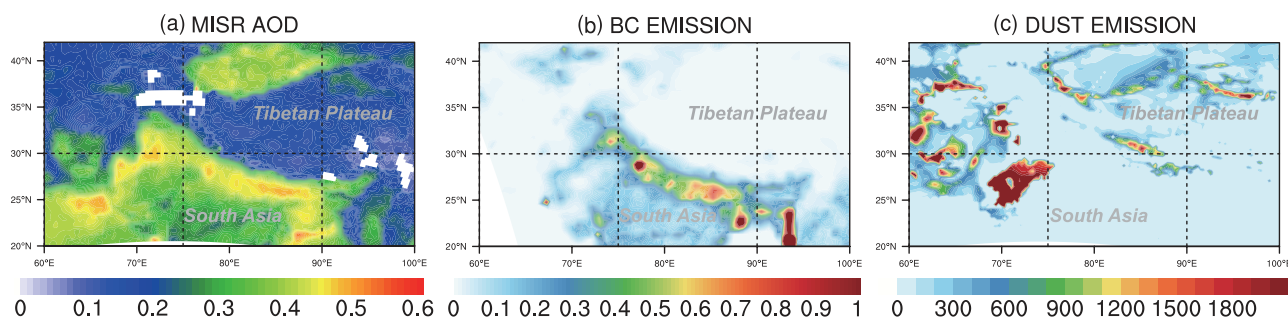 (a) MISR AOD
40°N
35°N
30°N
25°N
20°N
Tibetan Plateau
South Asia
60°E 70°E 80°E 90°E 100°E
0 0.1 0.2 0.3 0.4 0.5 0.6
(b) BC EMISSION
40°N
35°N
30°N
25°N
20°N
Tibetan Plateau
South Asia
60°E 70°E 80°E 90°E 100°E
0 0.1 0.2 0.3 0.4 0.5 0.6 0.7 0.8 0.9 1
(c) DUST EMISSION
40°N
35°N
30°N
25°N
20°N
Tibetan Plateau
South Asia
60°E 70°E 80°E 90°E 100°E
0 300 600 900 1200 1500 1800